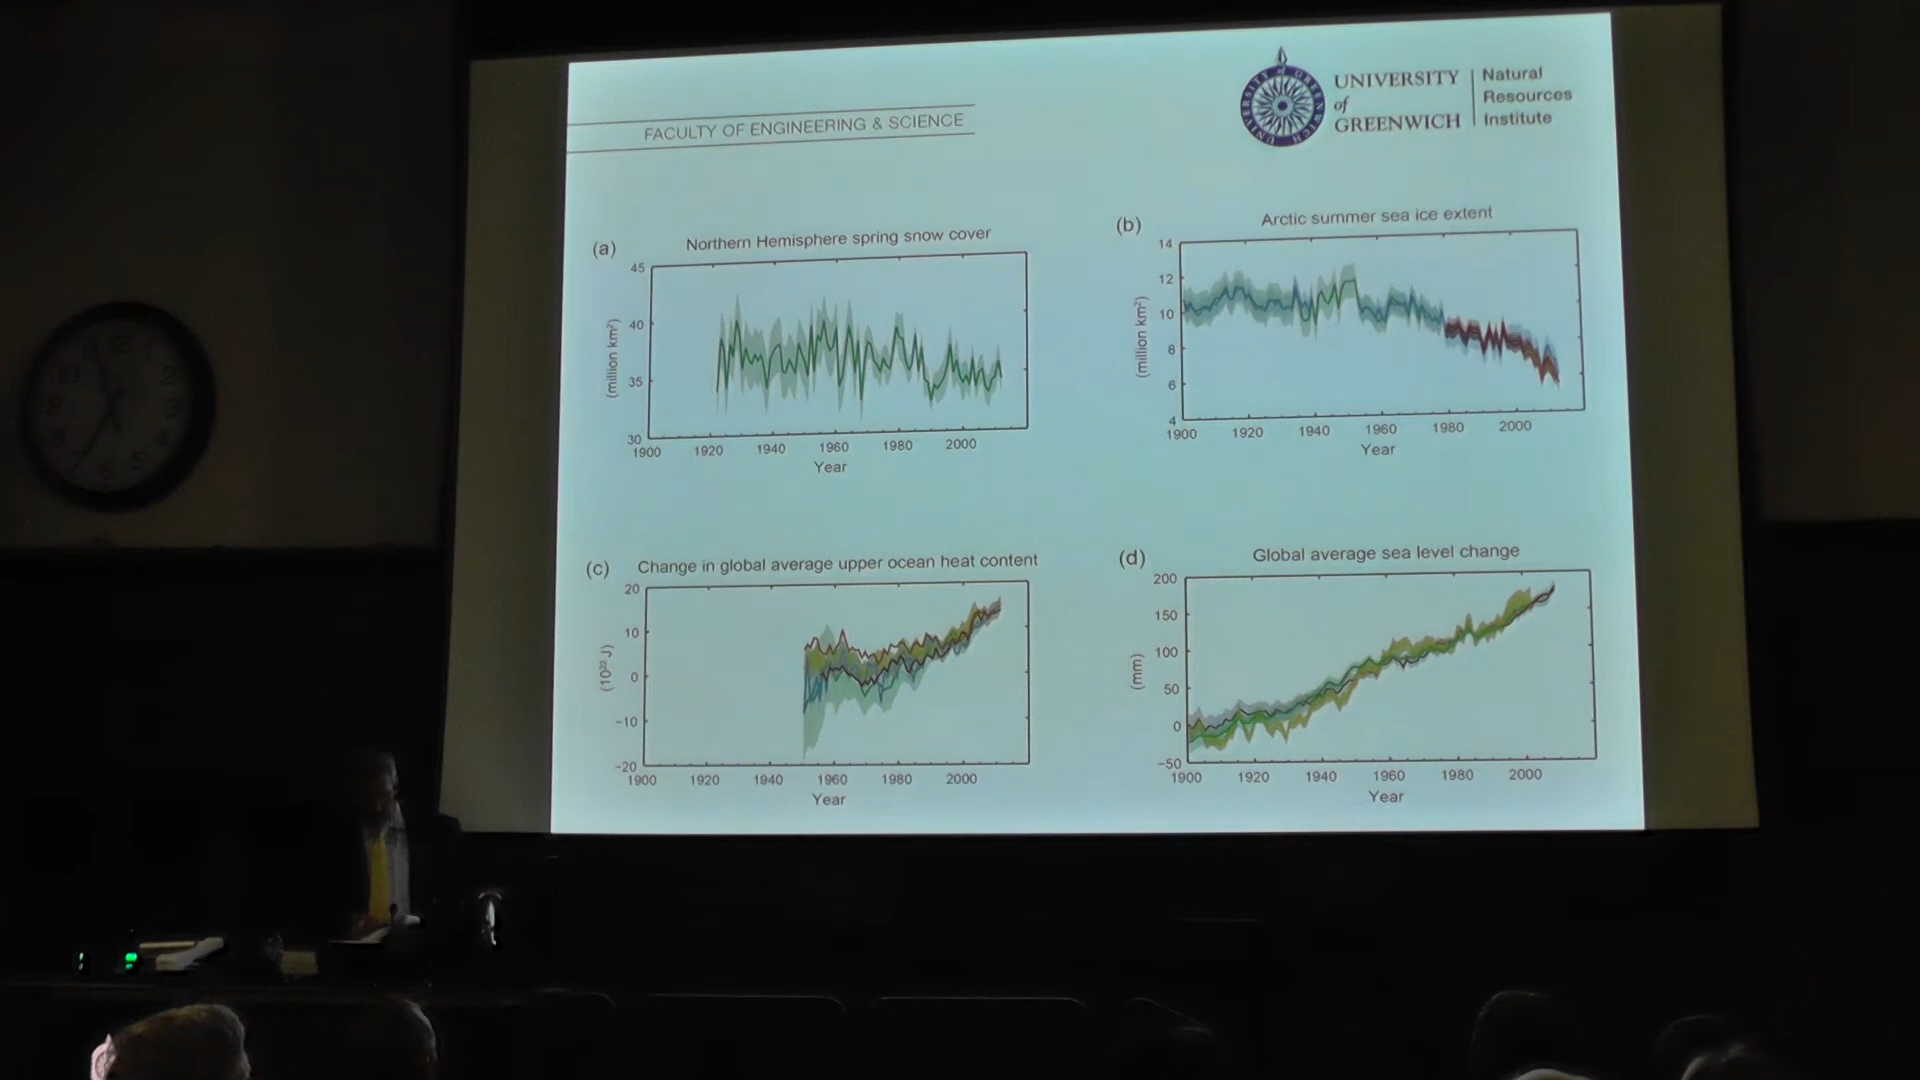 FACULTY OF ENGINEERING & SCIENCE
UNIVERSITY
of
GREENWICH
Natural
Resources
Institute
(a)
Northern Hemisphere spring snow cover
45
40
35
30
(million km²)
1900 1920 1940 1960 1980 2000
Year
(b)
Arctic summer sea ice extent
14
12
10
8
6
4
(million km²)
1900 1920 1940 1960 1980 2000
Year
(c)
Change in global average upper ocean heat content
20
10
0
−10
−20
(10²² J)
1900 1920 1940 1960 1980 2000
Year
(d)
Global average sea level change
200
150
100
50
0
−50
(mm)
1900 1920 1940 1960 1980 2000
Year